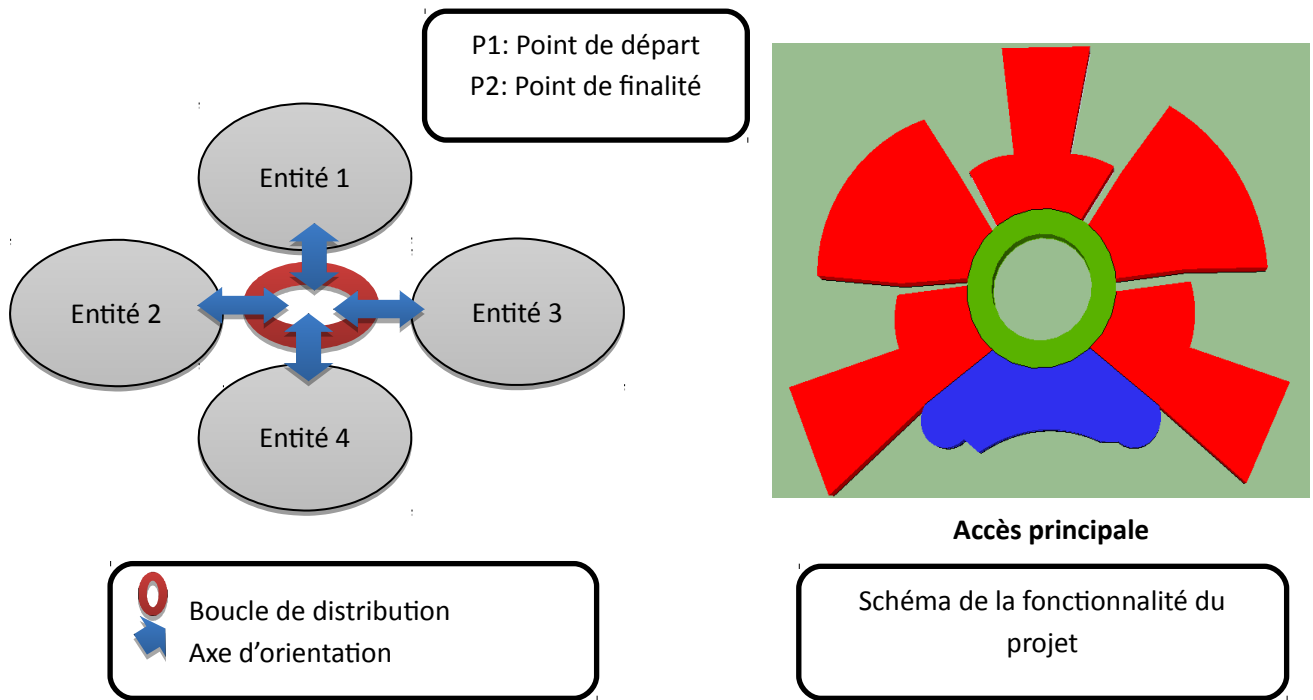 P1: Point de départ
P2: Point de finalité
Entité 1
Entité 2
Entité 3
Entité 4
Accès principale
Boucle de distribution
Axe d'orientation
Schéma de la fonctionnalité du
projet